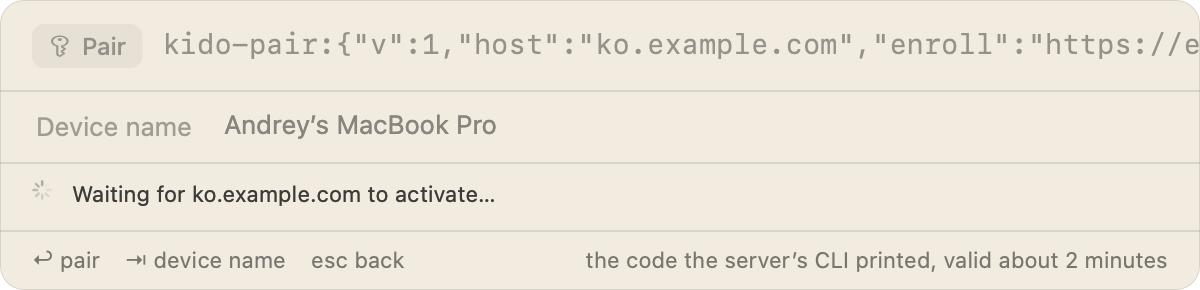 Pair kido-pair:{"v":1,"host":"ko.example.com","enroll":"https://e
Device name Andrey’s MacBook Pro
Waiting for ko.example.com to activate…
↩ pair ⇥ device name esc back the code the server’s CLI printed, valid about 2 minutes